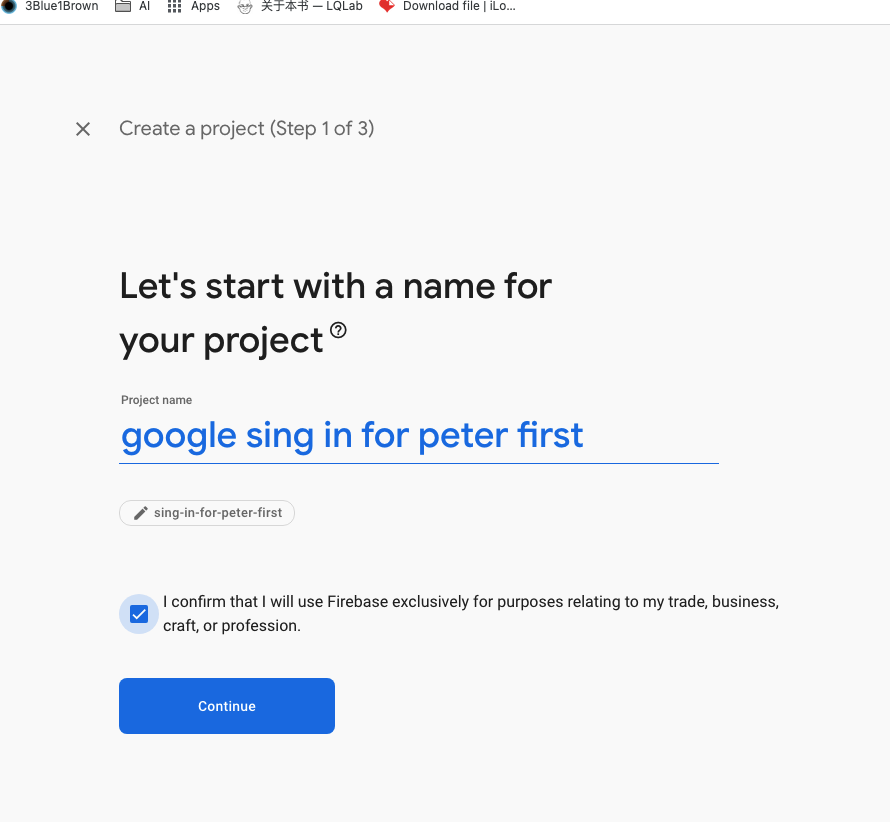 3Blue1Brown AI Apps 关于本书 — LQLab Download file | iLo...
Create a project (Step 1 of 3)
Let's start with a name for
your project
Project name
google sing in for peter first
sing-in-for-peter-first
I confirm that I will use Firebase exclusively for purposes relating to my trade, business,
craft, or profession.
Continue